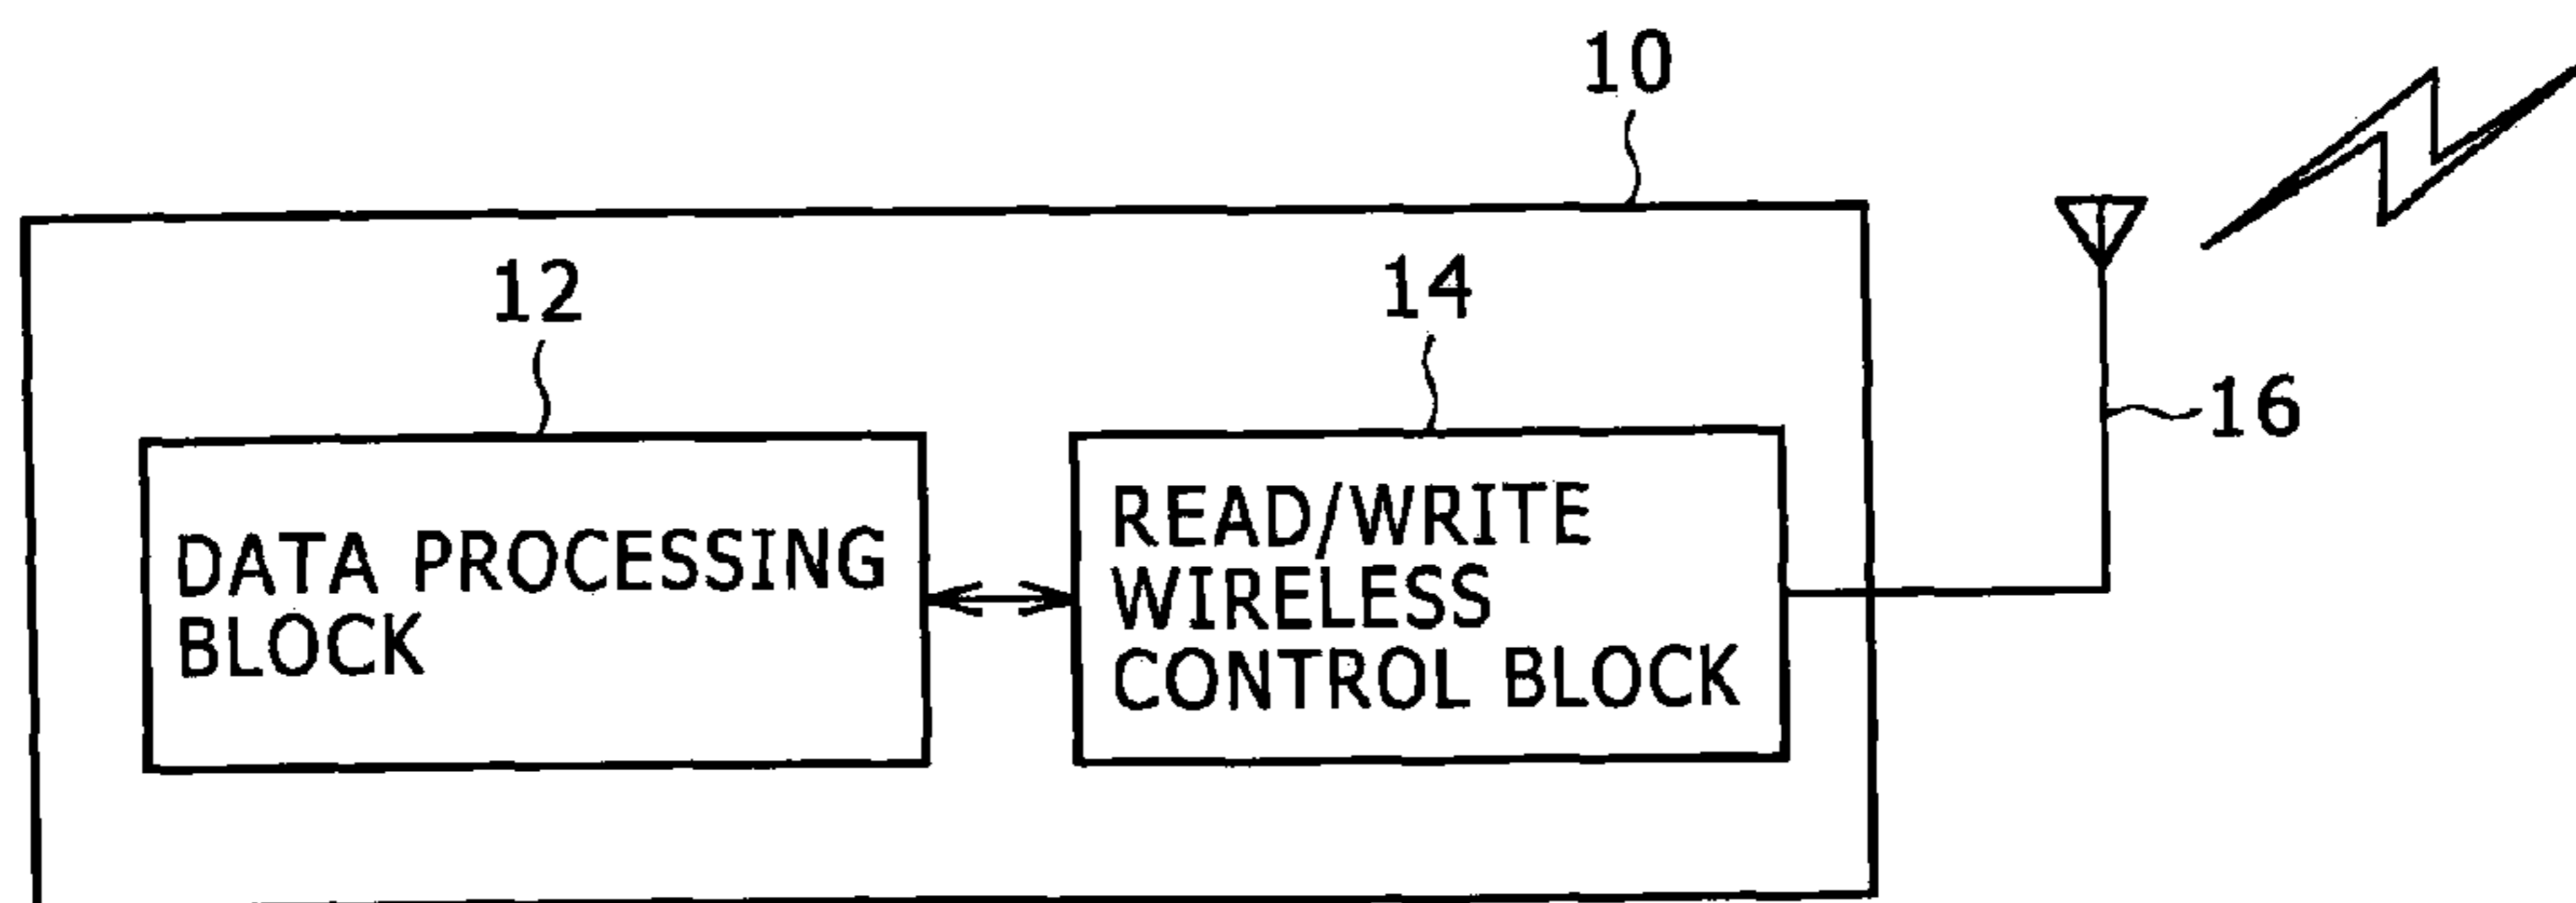 10
12
14
16
DATA PROCESSING
BLOCK
READ/WRITE
WIRELESS
CONTROL BLOCK